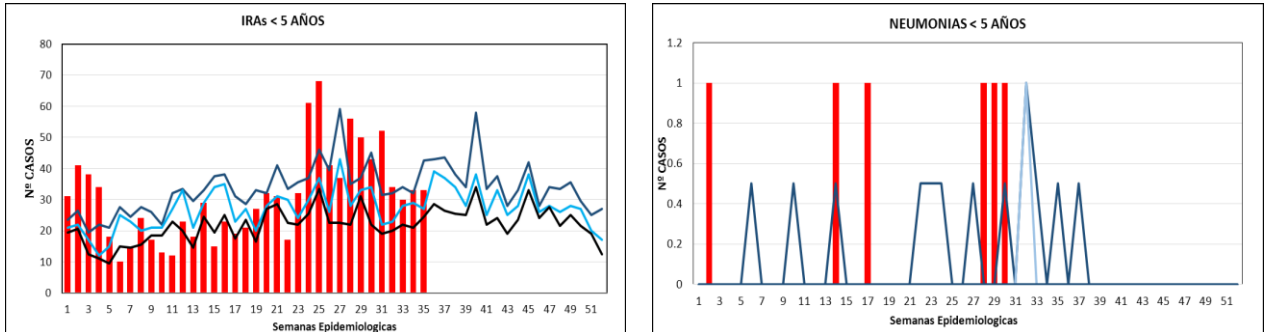 IRAs < 5 AÑOS
80
70
60
50
40
30
20
10
0
Nº CASOS
1 3 5 7 9 11 13 15 17 19 21 23 25 27 29 31 33 35 37 39 41 43 45 47 49 51
Semanas Epidemiologicas
NEUMONIAS < 5 AÑOS
1.2
1
0.8
0.6
0.4
0.2
0
Nº CASOS
1 3 5 7 9 11 13 15 17 19 21 23 25 27 29 31 33 35 37 39 41 43 45 47 49 51
Semanas Epidemiologicas